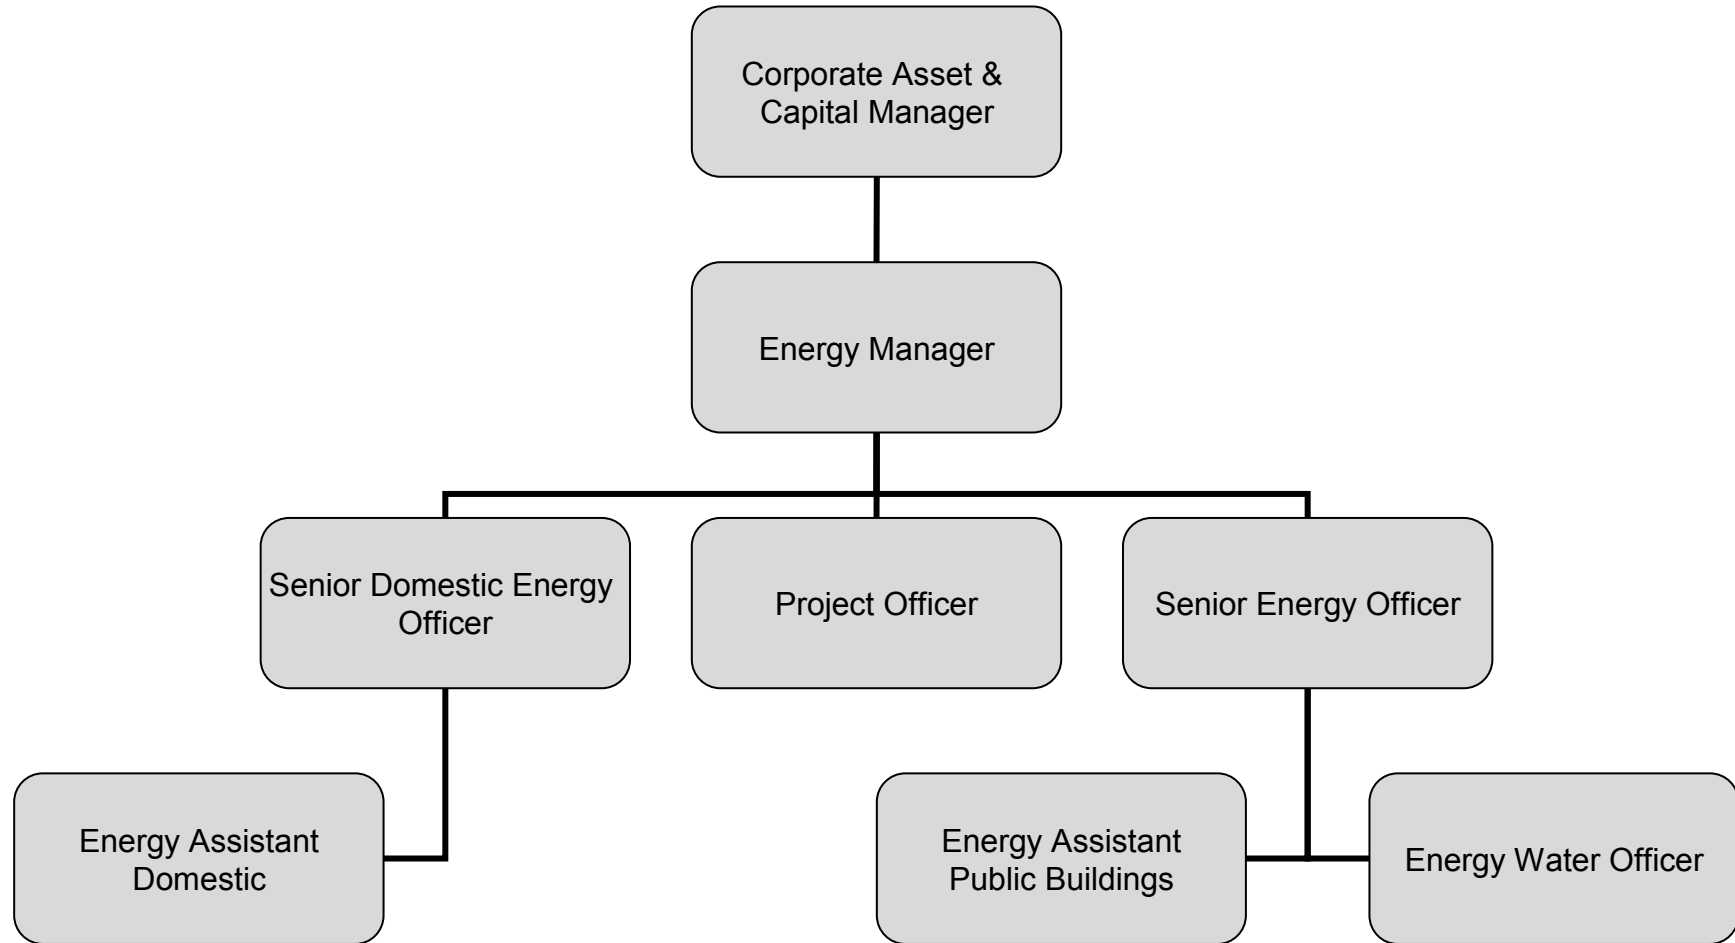 Corporate Asset &
Capital Manager
Energy Manager
Senior Domestic Energy
Officer
Project Officer
Senior Energy Officer
Energy Assistant
Domestic
Energy Assistant
Public Buildings
Energy Water Officer